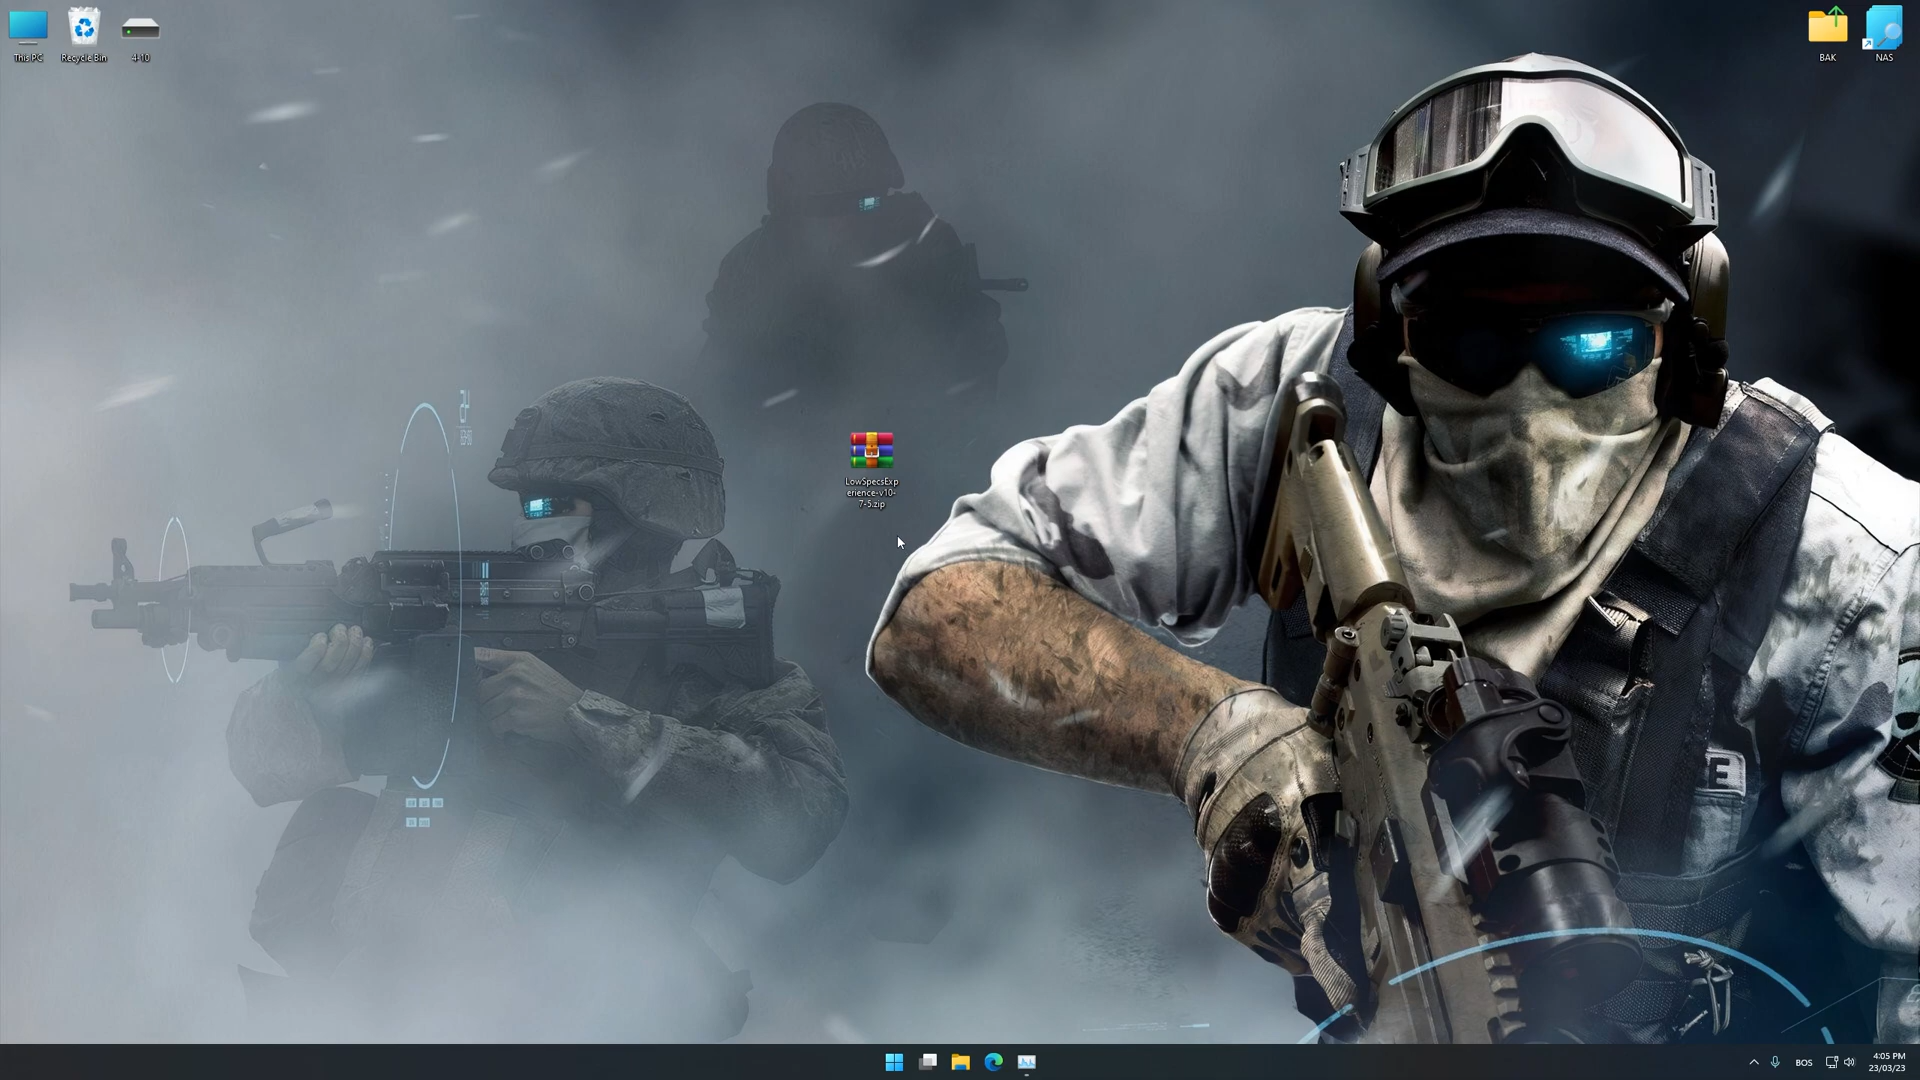 This PC
Recycle Bin
4-10
BAK
NAS
LowSpecsExp
erience-v10-
7-5.zip
E
BOS
4:05 PM
23/03/23